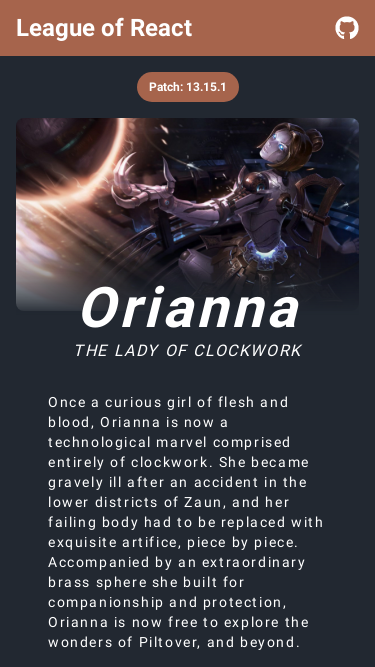 League of React
Patch: 13.15.1
Orianna
THE LADY OF CLOCKWORK
Once a curious girl of flesh and
blood, Orianna is now a
technological marvel comprised
entirely of clockwork. She became
gravely ill after an accident in the
lower districts of Zaun, and her
failing body had to be replaced with
exquisite artifice, piece by piece.
Accompanied by an extraordinary
brass sphere she built for
companionship and protection,
Orianna is now free to explore the
wonders of Piltover, and beyond.